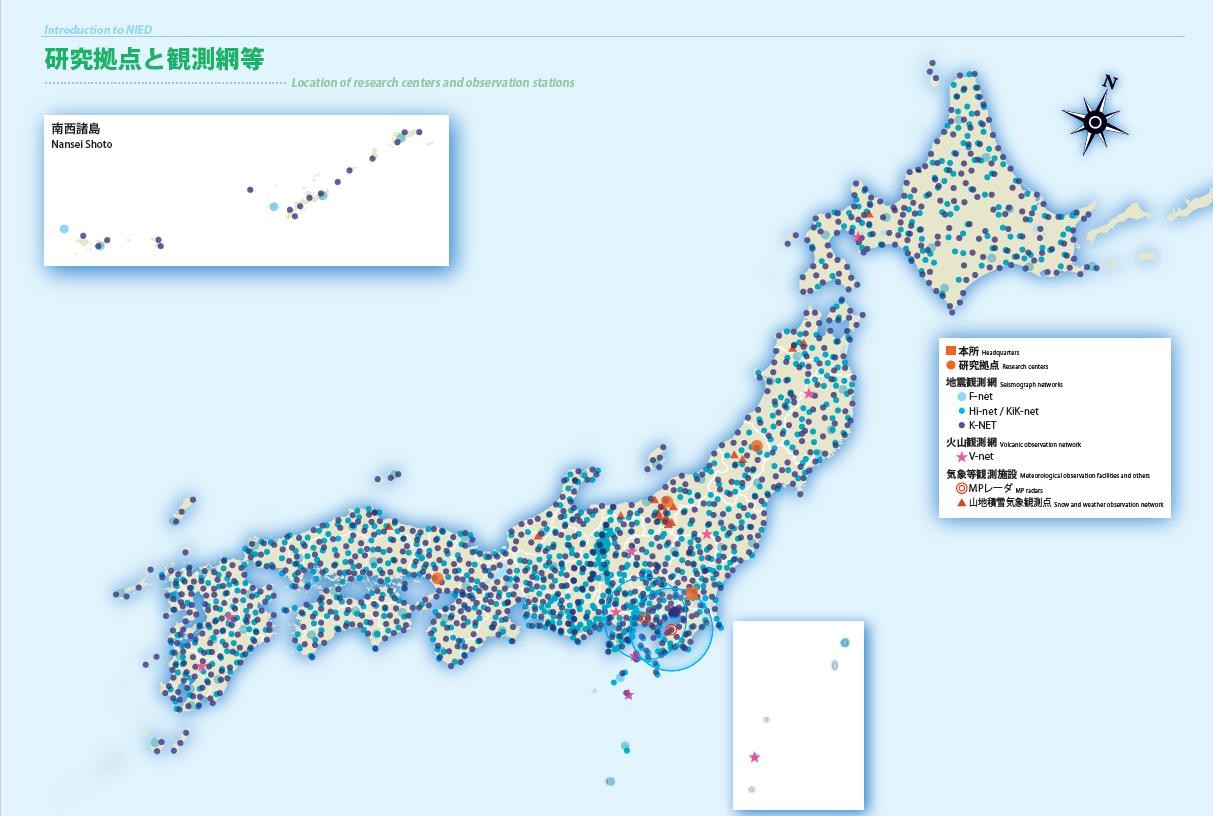 Introduction to NIED
研究拠点と観測網等
Location of research centers and observation stations
南西諸島
Nansei Shoto
N
本所 Headquarters
研究拠点 Research centers
地震観測網 Seismograph networks
F-net
Hi-net / KiK-net
K-NET
火山観測網 Volcanic observation network
V-net
気象等観測施設 Meteorological observation facilities and others
MPレーダ MP radars
山地積雪気象観測点 Snow and weather observation network